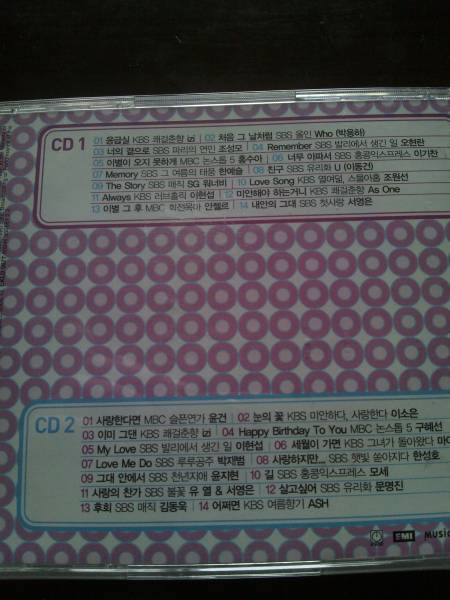 CD 1
01 응급실 KBS 쾌걸춘향 izi | 02 처음 그 날처럼 SBS 올인 Who (박용하)
03 너의 곁으로 SBS 파리의 연인 조성모 | 04 Remember SBS 발리에서 생긴 일 오현란
05 이별이 오지 못하게 MBC 논스톱 5 홍수아 | 06 너무 아파서 SBS 홍콩익스프레스 이기찬
07 Memory SBS 그 여름의 태풍 한예슬 | 08 친구 SBS 유리화 U (이동건)
09 The Story SBS 매직 SG 워너비 | 10 Love Song KBS 열여덟, 스물아홉 조원선
11 Always KBS 러브홀릭 이현섭 | 12 미안해야 하는거니 KBS 쾌걸춘향 As One
13 이별 그 후 MBC 회전목마 안젤로 | 14 내안의 그대 SBS 첫사랑 서영은
CD 2
01 사랑한다면 MBC 슬픈연가 윤건 | 02 눈의 꽃 KBS 미안하다, 사랑한다 이소은
03 이미 그댄 KBS 쾌걸춘향 izi | 04 Happy Birthday To You MBC 논스톱 5 구혜선
05 My Love SBS 발리에서 생긴 일 이현섭 | 06 세월이 가면 KBS 그녀가 돌아왔다
07 Love Me Do SBS 루루공주 박재범 | 08 사랑하지만... SBS 햇빛 쏟아지다 한성호
09 그대 안에서 SBS 천년지애 윤지현 | 10 길 SBS 홍콩익스프레스 모세
11 사랑의 찬가 SBS 불꽃 유 열 & 서영은 | 12 살고싶어 SBS 유리화 문명진
13 후회 SBS 매직 김동욱 | 14 어쩌면 KBS 여름향기 ASH
EMI